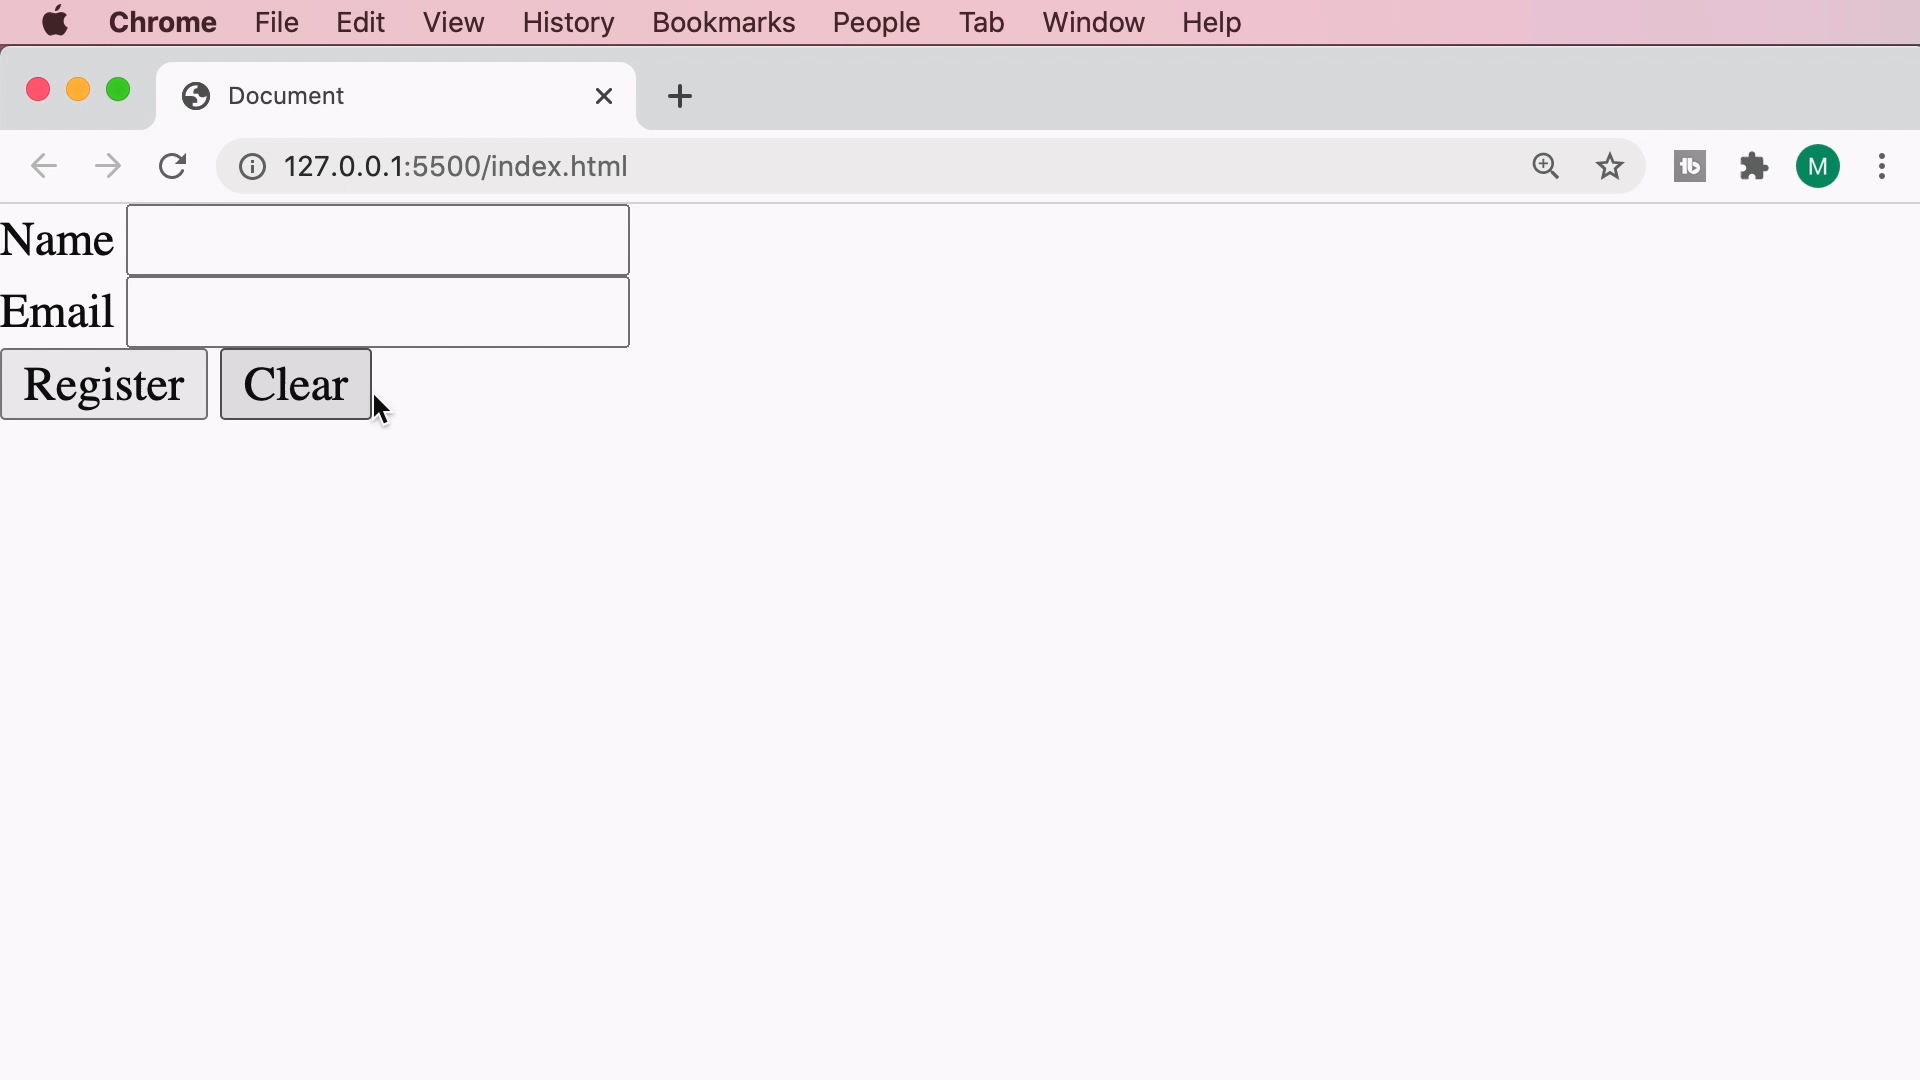 Chrome File Edit View History Bookmarks People Tab Window Help
Document
127.0.0.1:5500/index.html
M
Name
Email
Register Clear